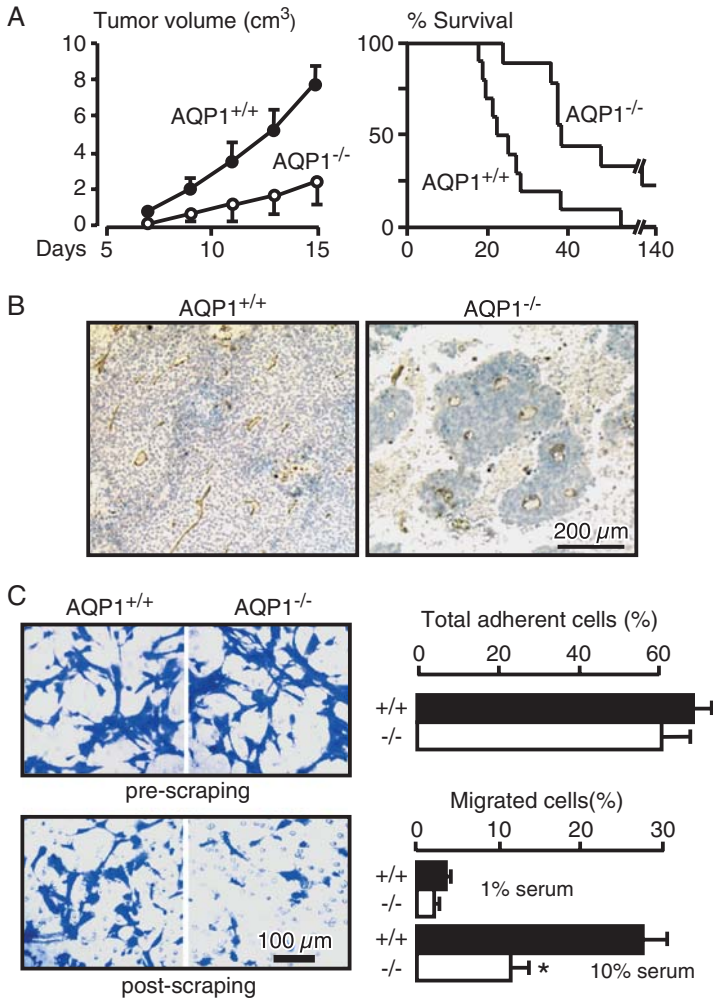 A
Tumor volume (cm3)
10
8
6
4
2
0
AQP1+/+
AQP1-/-
Days 5 10 15
% Survival
100
50
0
AQP1-/-
AQP1+/+
0 20 40 140
B
AQP1+/+ AQP1-/-
200 µm
C
AQP1+/+ AQP1-/-
pre-scraping
100 µm
post-scraping
Total adherent cells (%)
0 20 40 60
+/+
-/-
Migrated cells(%)
0 10 20 30
+/+
-/-
1% serum
+/+
-/-
*
10% serum